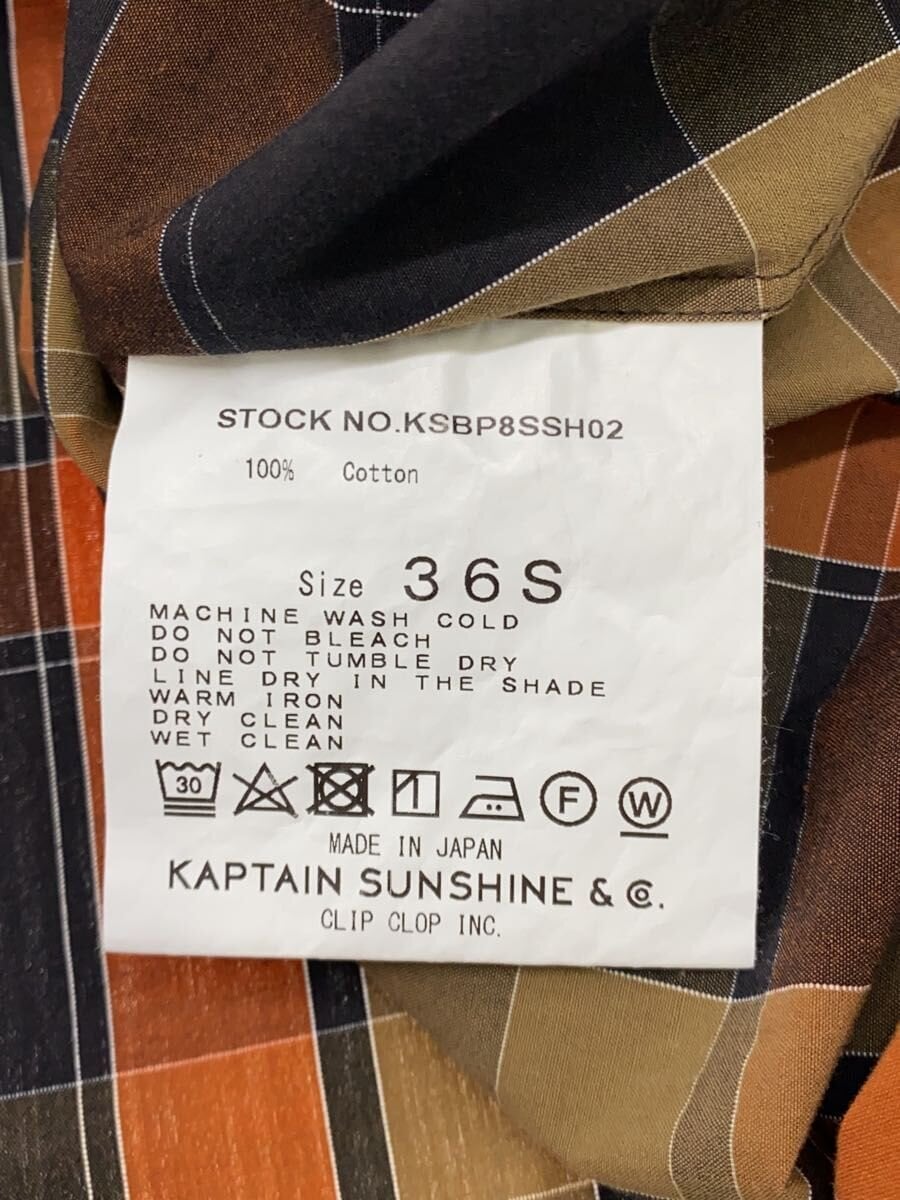 STOCK NO.KSBP8SSH02
100% Cotton
Size 36S
MACHINE WASH COLD
DO NOT BLEACH
DO NOT TUMBLE DRY
LINE DRY IN THE SHADE
WARM IRON
DRY CLEAN
WET CLEAN
30 F W
MADE IN JAPAN
KAPTAIN SUNSHINE & Co.
CLIP CLOP INC.